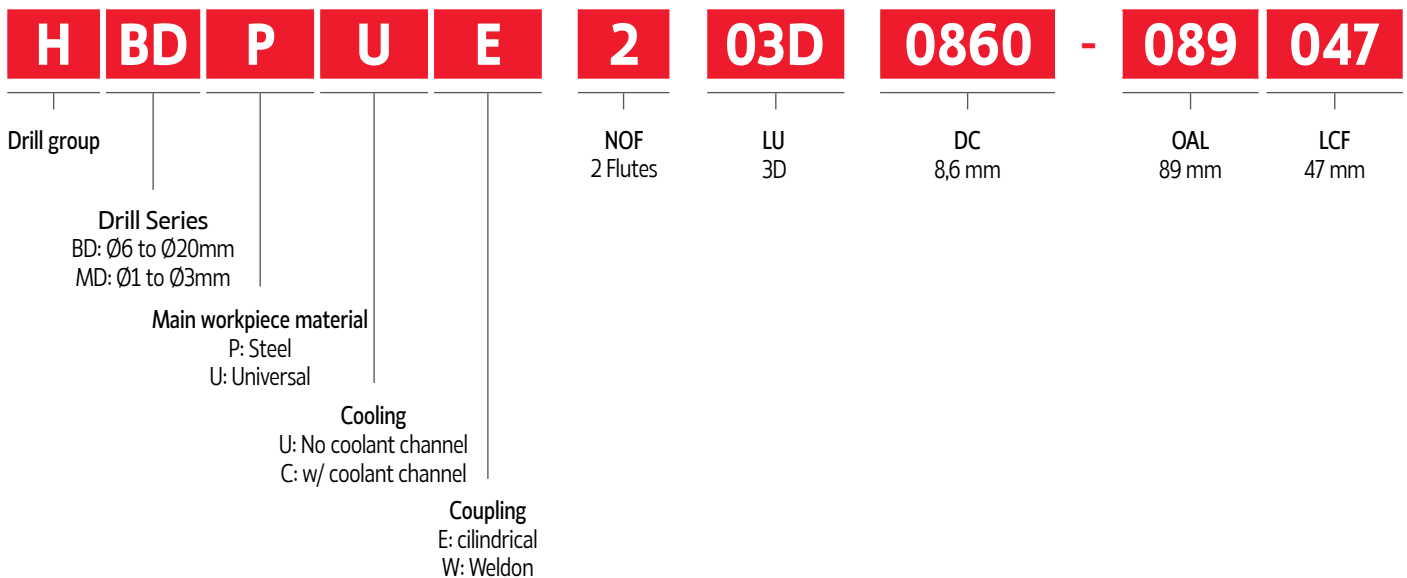 H BD P U E 2 03D 0860 - 089 047
Drill group
NOF
2 Flutes
LU
3D
DC
8,6 mm
OAL
89 mm
LCF
47 mm
Drill Series
BD: Ø6 to Ø20mm
MD: Ø1 to Ø3mm
Main workpiece material
P: Steel
U: Universal
Cooling
U: No coolant channel
C: w/ coolant channel
Coupling
E: cilindrical
W: Weldon